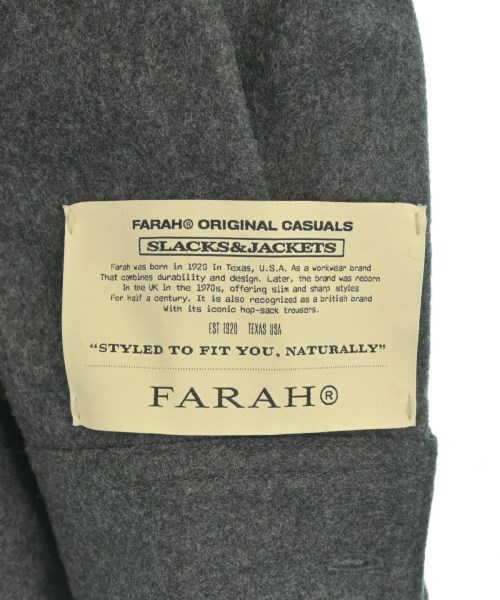 FARAH® ORIGINAL CASUALS
SLACKS&JACKETS
Farah was born in 1920 in Texas, U.S.A. As a workwear brand
That combines durability and design. Later, the brand was reborn
in the UK in the 1970s, offering slim and sharp styles
For half a century. It is also recognized as a british brand
With its iconic hop-sack trousers.
EST 1920 TEXAS USA
“STYLED TO FIT YOU, NATURALLY”
FARAH®